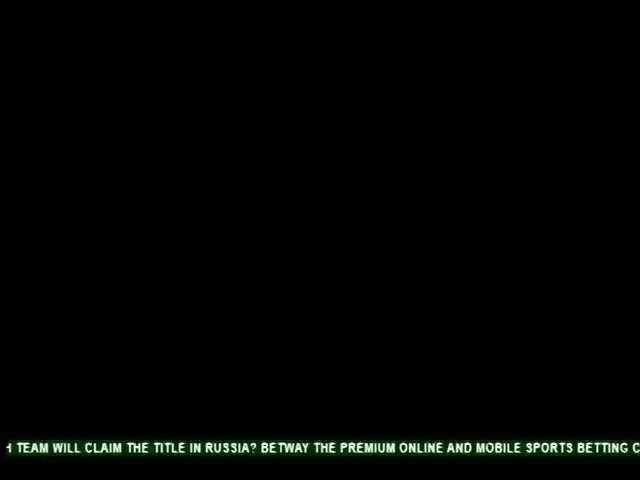 H TEAM WILL CLAIM THE TITLE IN RUSSIA? BETWAY THE PREMIUM ONLINE AND MOBILE SPORTS BETTING C